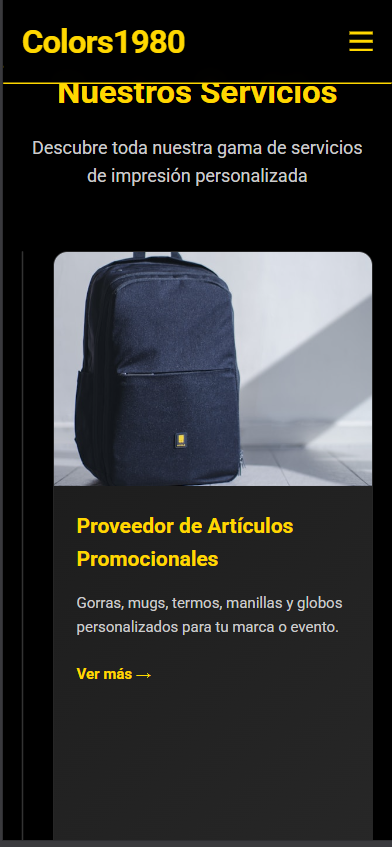 Colors1980
Nuestros Servicios
Descubre toda nuestra gama de servicios
de impresión personalizada
Proveedor de Artículos
Promocionales
Gorras, mugs, termos, manillas y globos
personalizados para tu marca o evento.
Ver más →